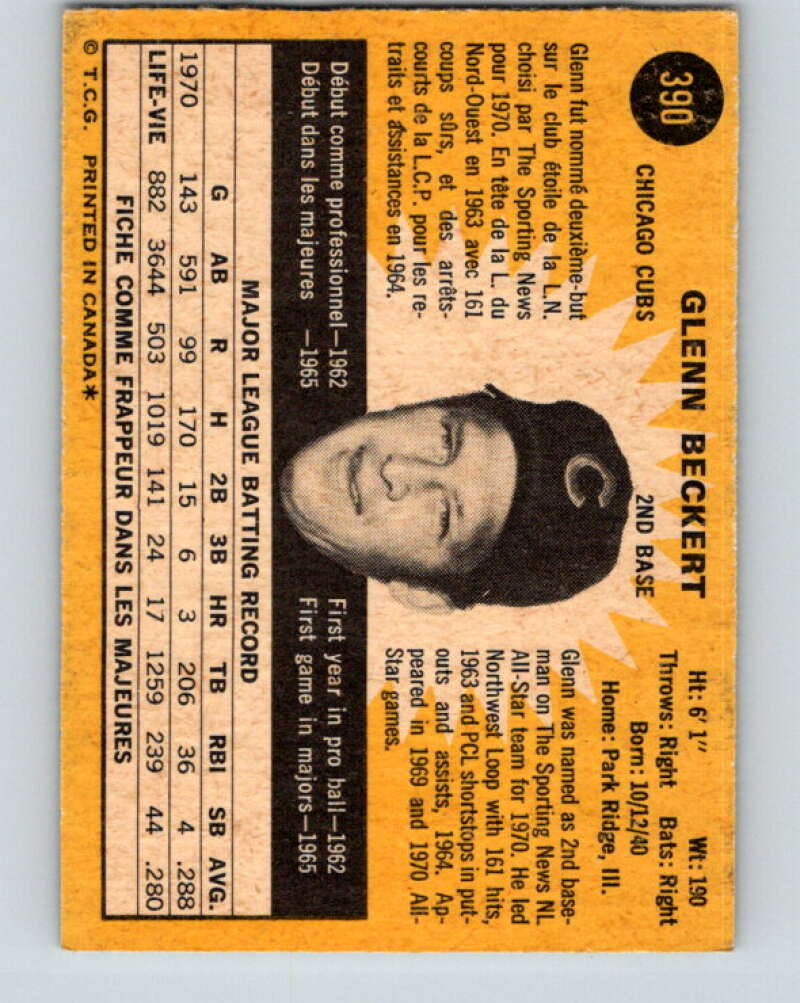 390
GLENN BECKERT
CHICAGO CUBS
2ND BASE
Ht: 6' 1" Wt: 190
Throws: Right Bats: Right
Born: 10/12/40
Home: Park Ridge, Ill.
Glenn fut nommé deuxième-but
sur le club étoile de la L.N.
choisi par The Sporting News
pour 1970. En tête de la L. du
Nord-Ouest en 1963 avec 161
coups sûrs, et des arrêts-
courts de la L.C.P. pour les re-
traits et assistances en 1964.
Glenn was named as 2nd base-
man on The Sporting News NL
All-Star team for 1970. He led
Northwest Loop with 161 hits,
1963 and PCL shortstops in put-
outs and assists, 1964. Ap-
peared in 1969 and 1970 All-
Star games.
C
Début comme professionnel—1962
Début dans les majeures —1965
First year in pro ball—1962
First game in majors—1965
MAJOR LEAGUE BATTING RECORD
G AB R H 2B 3B HR TB RBI SB AVG.
1970 143 591 99 170 15 6 3 206 36 4 .288
LIFE-VIE 882 3644 503 1019 141 24 17 1259 239 44 .280
FICHE COMME FRAPPEUR DANS LES MAJEURES
© T.C.G. PRINTED IN CANADA*